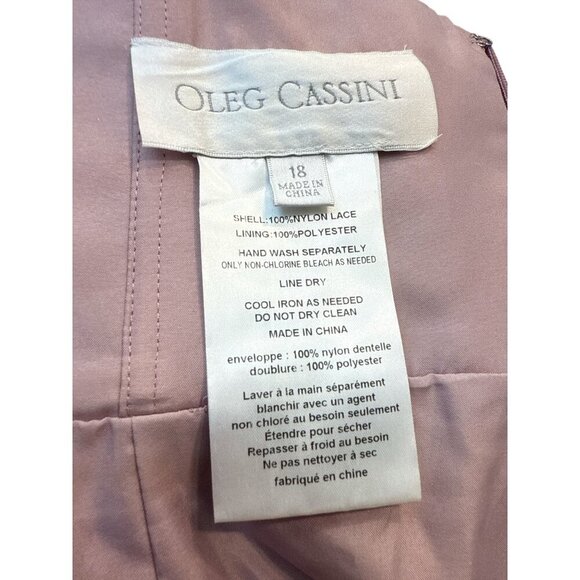 OLEG CASSINI
18
MADE IN
CHINA
SHELL:100%NYLON LACE
LINING:100%POLYESTER
HAND WASH SEPARATELY
ONLY NON-CHLORINE BLEACH AS NEEDED
LINE DRY
COOL IRON AS NEEDED
DO NOT DRY CLEAN
MADE IN CHINA
enveloppe : 100% nylon dentelle
doublure : 100% polyester
Laver à la main séparément
blanchir avec un agent
non chloré au besoin seulement
Étendre pour sécher
Repasser à froid au besoin
Ne pas nettoyer à sec
fabriqué en chine